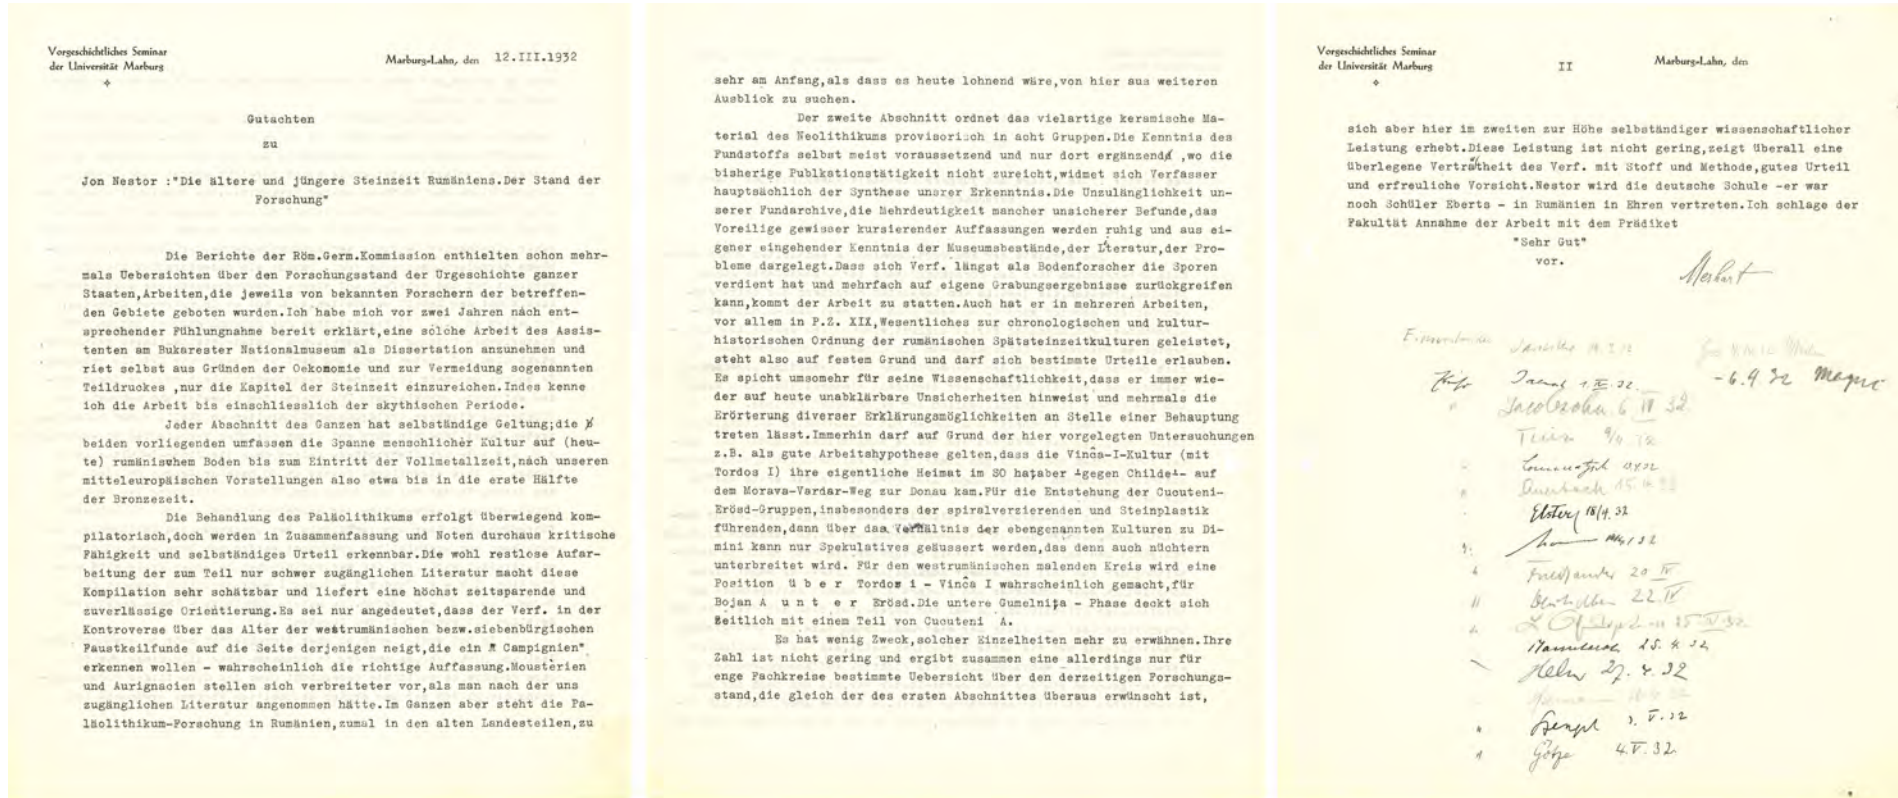 Vorgeschichtliches Seminar
der Universität Marburg
Marburg-Lahn, den 12.III.1932
Gutachten
zu
Jon Nestor :"Die ältere und jüngere Steinzeit Rumäniens.Der Stand der
Forschung"
Die Berichte der Röm.Germ.Kommission enthielten schon mehr-
mals Uebersichten über den Forschungsstand der Urgeschichte ganzer
Staaten,Arbeiten,die jeweils von bekannten Forschern der betreffen-
den Gebiete geboten wurden.Ich habe mich vor zwei Jahren nach ent-
sprechender Fühlungnahme bereit erklärt,eine solche Arbeit des Assis-
tenten am Bukarester Nationalmuseum als Dissertation anzunehmen und
riet selbst aus Gründen der Oekonomie und zur Vermeidung sogenannten
Teildruckes ,nur die Kapitel der Steinzeit einzureichen.Indes kenne
ich die Arbeit bis einschliesslich der skythischen Periode.
Jeder Abschnitt des Ganzen hat selbständige Geltung;die
beiden vorliegenden umfassen die Spanne menschlicher Kultur auf (heu-
te) rumänischem Boden bis zum Eintritt der Vollmetallzeit,nach unseren
mitteleuropäischen Vorstellungen also etwa bis in die erste Hälfte
der Bronzezeit.
Die Behandlung des Paläolithikums erfolgt überwiegend kom-
pilatorisch,doch werden in Zusammenfassung und Noten durchaus kritische
Fähigkeit und selbständiges Urteil erkennbar.Die wohl restlose Aufar-
beitung der zum Teil nur schwer zugänglichen Literatur macht diese
Kompilation sehr schätzbar und liefert eine höchst zeitsparende und
zuverlässige Orientierung.Es sei nur angedeutet,dass der Verf. in der
Kontroverse über das Alter der westrumänischen bezw.siebenbürgischen
Faustkeilfunde auf die Seite derjenigen neigt,die ein " Campignien"
erkennen wollen - wahrscheinlich die richtige Auffassung.Moustérien
und Aurignacien stellen sich verbreiteter vor,als man nach der uns
zugänglichen Literatur angenommen hätte.Im Ganzen aber steht die Pa-
läolithikum-Forschung in Rumänien,zumal in den alten Landesteilen,zu
sehr am Anfang,als dass es heute lohnend wäre,von hier aus weiteren
Ausblick zu suchen.
Der zweite Abschnitt ordnet das vielartige keramische Ma-
terial des Neolithikums provisorisch in acht Gruppen.Die Kenntnis des
Fundstoffs selbst meist voraussetzend und nur dort ergänzend ,wo die
bisherige Publkationstätigkeit nicht zureicht,widmet sich Verfasser
hauptsächlich der Synthese unsrer Erkenntnis.Die Unzulänglichkeit un-
serer Fundarchive,die Mehrdeutigkeit mancher unsicherer Befunde,das
Voreilige gewisser kursierender Auffassungen werden ruhig und aus ei-
gener eingehender Kenntnis der Museumsbestände,der Literatur,der Pro-
bleme dargelegt.Dass sich Verf. längst als Bodenforscher die Sporen
verdient hat und mehrfach auf eigene Grabungsergebnisse zurückgreifen
kann,kommt der Arbeit zu statten.Auch hat er in mehreren Arbeiten,
vor allem in P.Z. XIX,Wesentliches zur chronologischen und kultur-
historischen Ordnung der rumänischen Spätsteinzeitkulturen geleistet,
steht also auf festem Grund und darf sich bestimmte Urteile erlauben.
Es spicht umsomehr für seine Wissenschaftlichkeit,dass er immer wie-
der auf heute unabklärbare Unsicherheiten hinweist und mehrmals die
Erörterung diverser Erklärungsmöglichkeiten an Stelle einer Behauptung
treten lässt.Immerhin darf auf Grund der hier vorgelegten Untersuchungen
z.B. als gute Arbeitshypothese gelten,dass die Vinča-I-Kultur (mit
Tordos I) ihre eigentliche Heimat im SO hat,aber -gegen Childe- auf
dem Morava-Vardar-Weg zur Donau kam.Für die Entstehung der Cucuteni-
Erösd-Gruppen,insbesonders der spiralverzierenden und Steinplastik
führenden,dann über das Verhältnis der ebengenannten Kulturen zu Di-
mini kann nur Spekulatives geäussert werden,das denn auch nüchtern
unterbreitet wird. Für den westrumänischen malenden Kreis wird eine
Position ü b e r Tordos i - Vinča I wahrscheinlich gemacht,für
Bojan A u n t e r Erösd.Die untere Gumelniţa - Phase deckt sich
zeitlich mit einem Teil von Cucuteni A.
Es hat wenig Zweck,solcher Einzelheiten mehr zu erwähnen.Ihre
Zahl ist nicht gering und ergibt zusammen eine allerdings nur für
enge Fachkreise bestimmte Uebersicht über den derzeitigen Forschungs-
stand,die gleich der des ersten Abschnittes überaus erwünscht ist,
Vorgeschichtliches Seminar
der Universität Marburg
II
Marburg-Lahn, den
sich aber hier im zweiten zur Höhe selbständiger wissenschaftlicher
Leistung erhebt.Diese Leistung ist nicht gering,zeigt überall eine
überlegene Vertrautheit des Verf. mit Stoff und Methode,gutes Urteil
und erfreuliche Vorsicht.Nestor wird die deutsche Schule -er war
noch Schüler Eberts - in Rumänien in Ehren vertreten.Ich schlage der
Fakultät Annahme der Arbeit mit dem Prädiket
"Sehr Gut"
vor.
Merhart
-6.4 32
Jacobsohn 6 IV 32.
Auerbach 15.4.32
Elster 18/4.32
Friedländer 20 IV
22.IV
25 IV 32
25.4.32
Helm 27.4.32
3.V.32
Götze 4.V.32